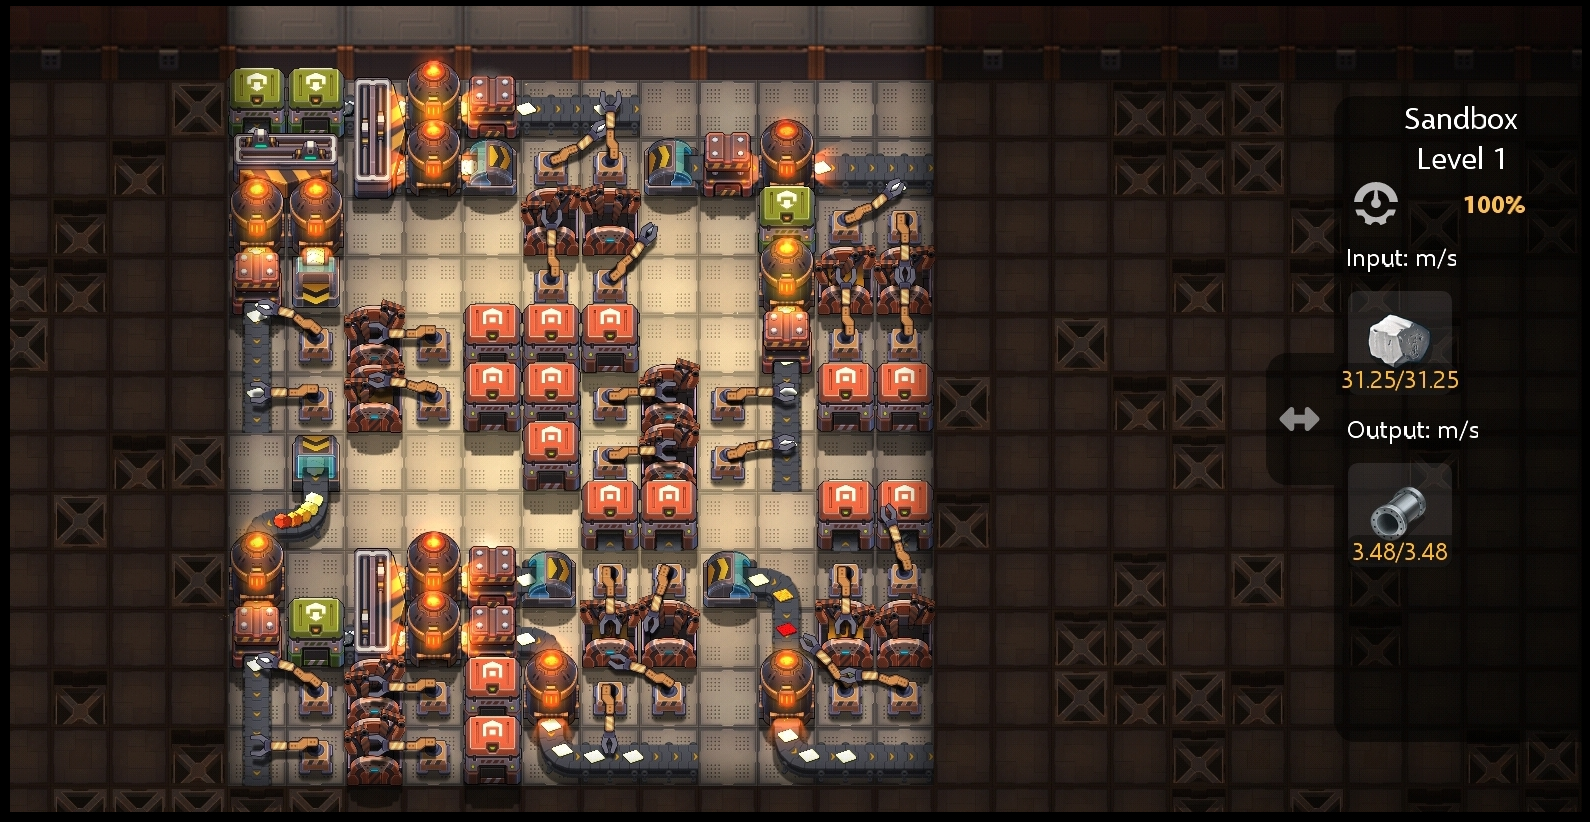 Sandbox
Level 1
100%
Input: m/s
31.25/31.25
Output: m/s
3.48/3.48